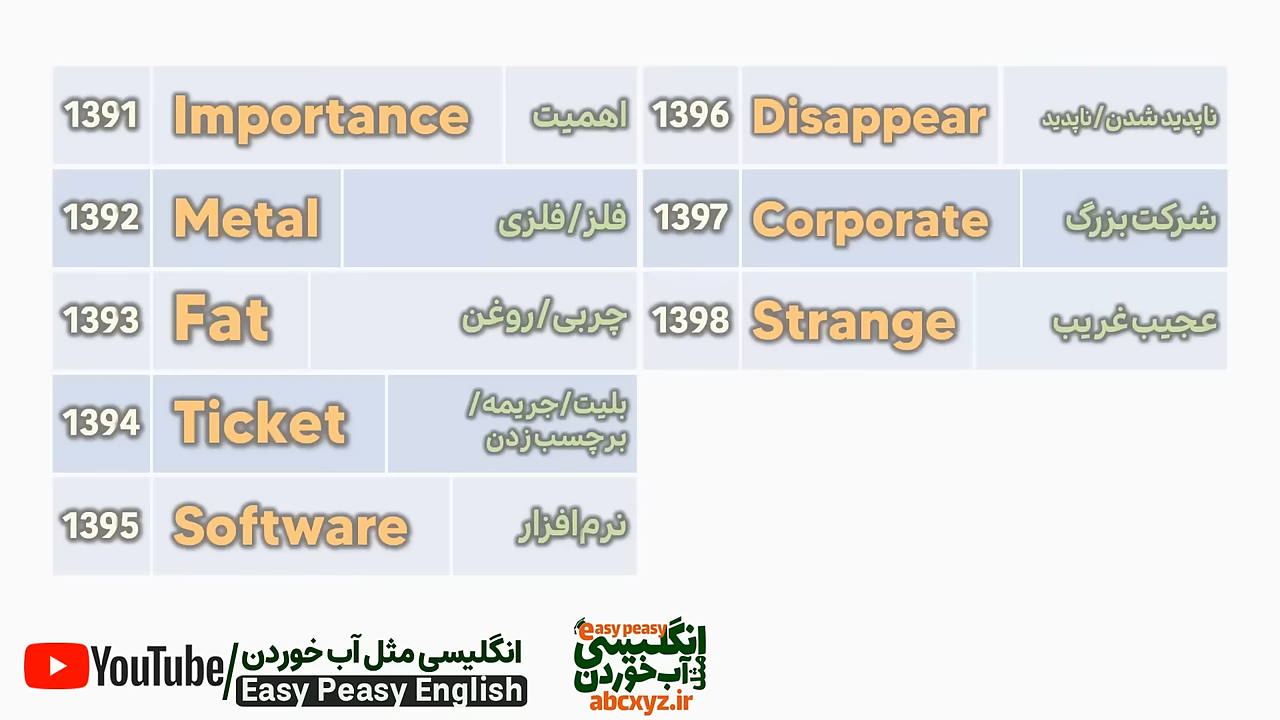 1391 Importance اهمیت
1392 Metal فلز/فلزی
1393 Fat چربی/روغن
1394 Ticket بلیت/جریمه/
برچسب زدن
1395 Software نرم‌افزار
1396 Disappear ناپدید شدن/ناپدید
1397 Corporate شرکت بزرگ
1398 Strange عجیب غریب
YouTube/انگلیسی مثل آب خوردن
Easy Peasy English
easy peasy
انگلیسی
مثل آب خوردن
abcxyz.ir